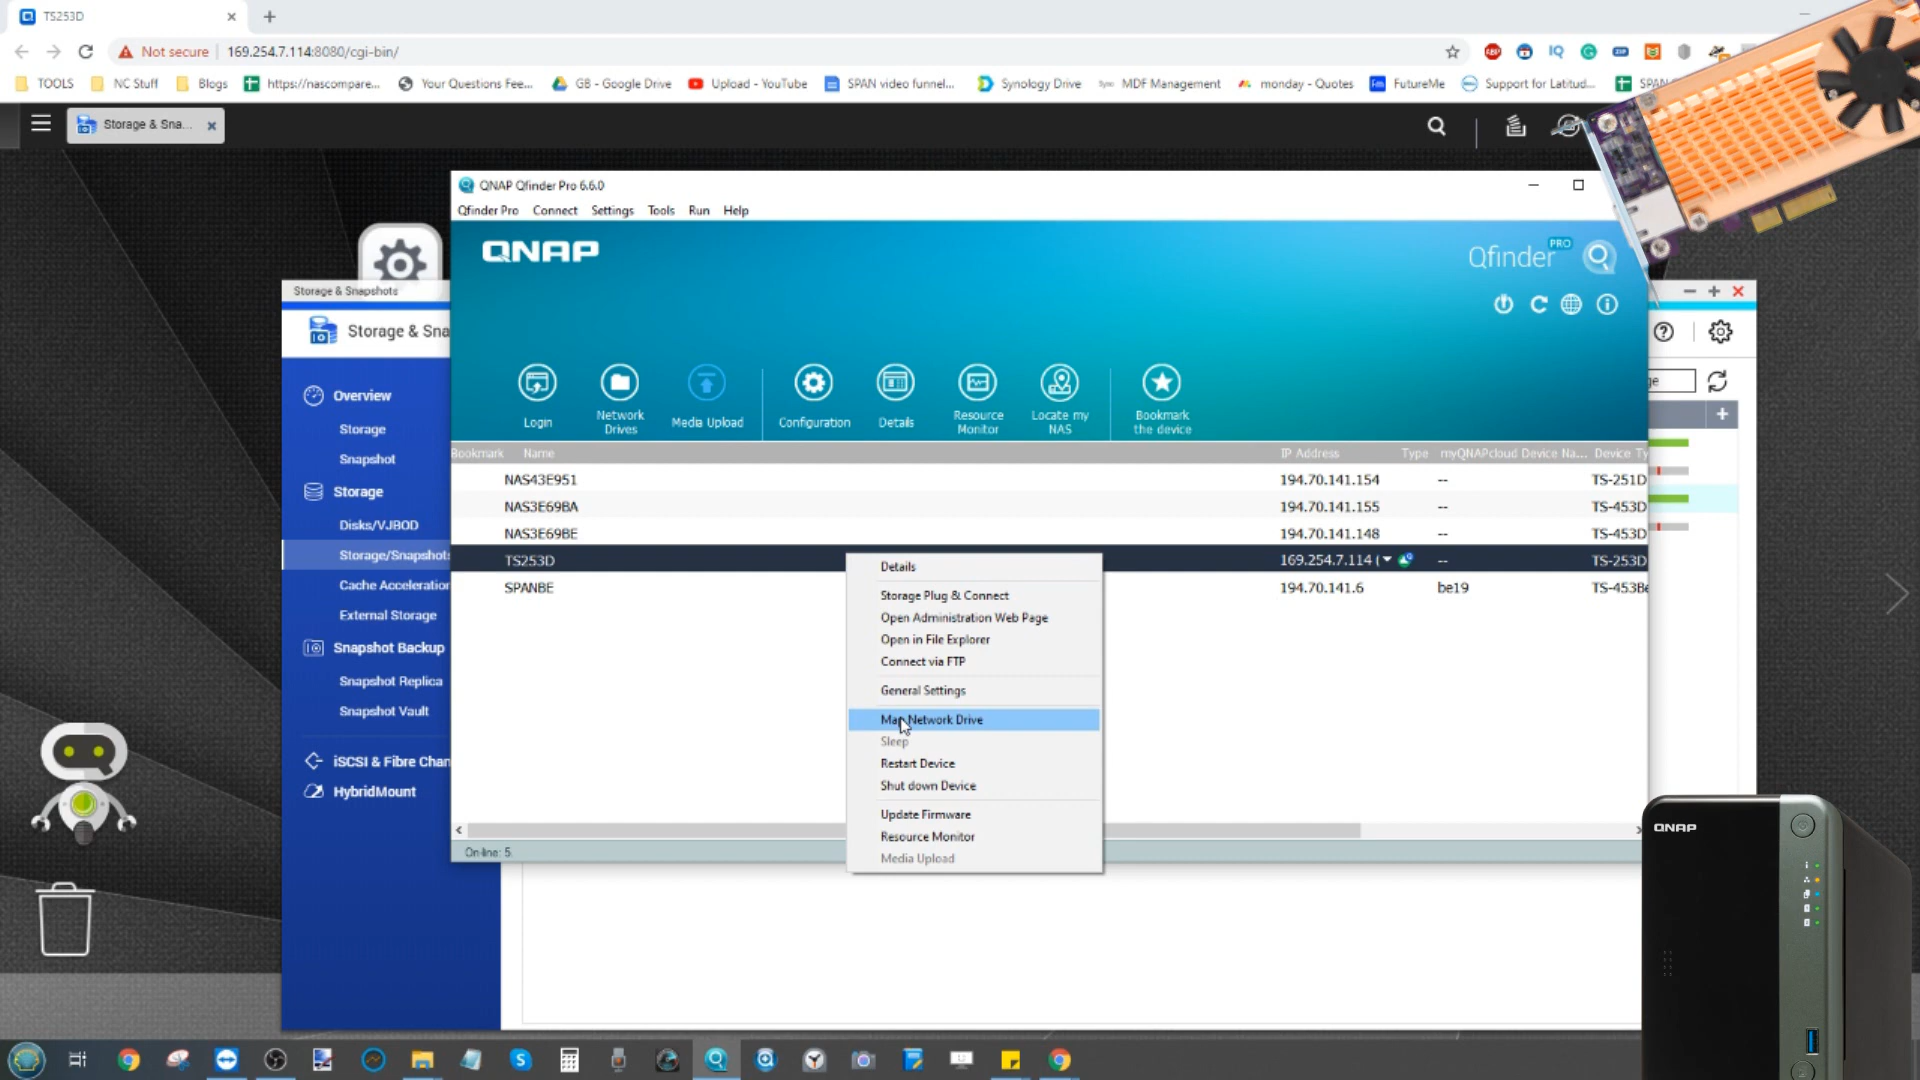 TS253D
Not secure
169.254.7.114:8080/cgi-bin/
TOOLS
NC Stuff
Blogs
https://nascompare...
Your Questions Fee...
GB - Google Drive
Upload - YouTube
SPAN video funnel...
Synology Drive
MDF Management
monday - Quotes
FutureMe
Support for Latitud...
SPAN
Storage & Sna...
QNAP Qfinder Pro 6.6.0
Qfinder Pro
Connect
Settings
Tools
Run
Help
QNAP
Qfinder PRO
Storage & Snapshots
Storage & Sna
Overview
Storage
Snapshot
Storage
Disks/VJBOD
Storage/Snapshots
Cache Acceleration
External Storage
Snapshot Backup
Snapshot Replica
Snapshot Vault
iSCSI & Fibre Chan
HybridMount
Login
Network Drives
Media Upload
Configuration
Details
Resource Monitor
Locate my NAS
Bookmark the device
Bookmark Name IP Address Type myQNAPcloud Device Na... Device Ty
NAS43E951 194.70.141.154 -- TS-251D
NAS3E69BA 194.70.141.155 -- TS-453D
NAS3E69BE 194.70.141.148 -- TS-453D
TS253D 169.254.7.114 ( -- TS-253D
SPANBE 194.70.141.6 be19 TS-453Be
Details
Storage Plug & Connect
Open Administration Web Page
Open in File Explorer
Connect via FTP
General Settings
Map Network Drive
Sleep
Restart Device
Shut down Device
Update Firmware
Resource Monitor
Media Upload
On-line: 5
QNAP